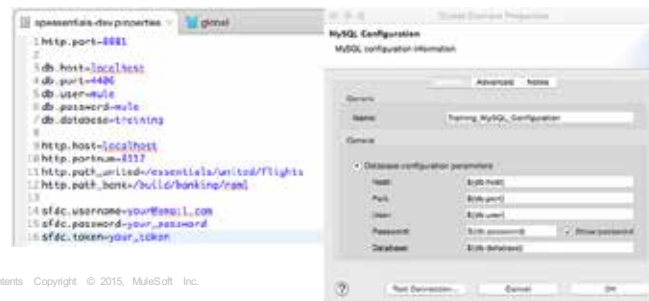 apessentials-dev.properties
global
1 http.port=8081
2
3 db.host=localhost
4 db.port=4406
5 db.user=mule
6 db.password=mule
7 db.database=training
8
9 http.host=localhost
10 http.portnum=8117
11 http.path_united=/essentials/united/flights
12 http.path_bank=/build/banking/raml
13
14 sfdc.username=your@email.com
15 sfdc.password=your_password
16 sfdc.token=your_token
Global Element Properties
MySQL Configuration
MySQL configuration information
Advanced Notes
Generic
Name: Training_MySQL_Configuration
General
Database configuration parameters
Host: ${db.host}
Port: ${db.port}
User: ${db.user}
Password: ${db.password} Show password
Database: ${db.database}
? Test Connection... Cancel OK
ntents Copyright © 2015, MuleSoft Inc.